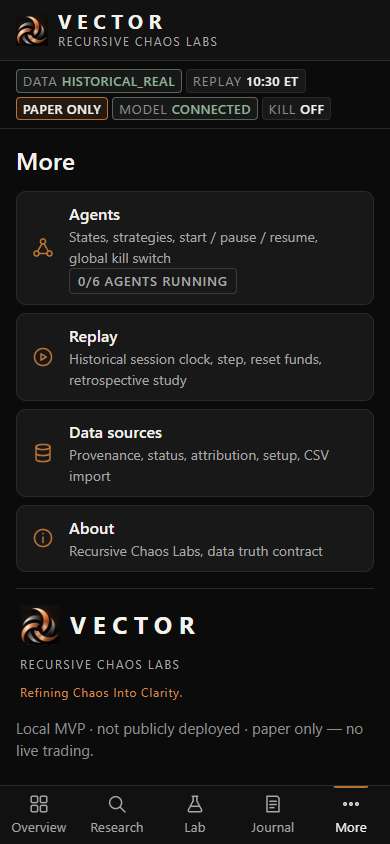 VECTOR
RECURSIVE CHAOS LABS
DATA HISTORICAL_REAL REPLAY 10:30 ET
PAPER ONLY MODEL CONNECTED KILL OFF
More
Agents
States, strategies, start / pause / resume,
global kill switch
0/6 AGENTS RUNNING
Replay
Historical session clock, step, reset funds,
retrospective study
Data sources
Provenance, status, attribution, setup, CSV
import
About
Recursive Chaos Labs, data truth contract
VECTOR
RECURSIVE CHAOS LABS
Refining Chaos Into Clarity.
Local MVP · not publicly deployed · paper only — no
live trading.
Overview Research Lab Journal More